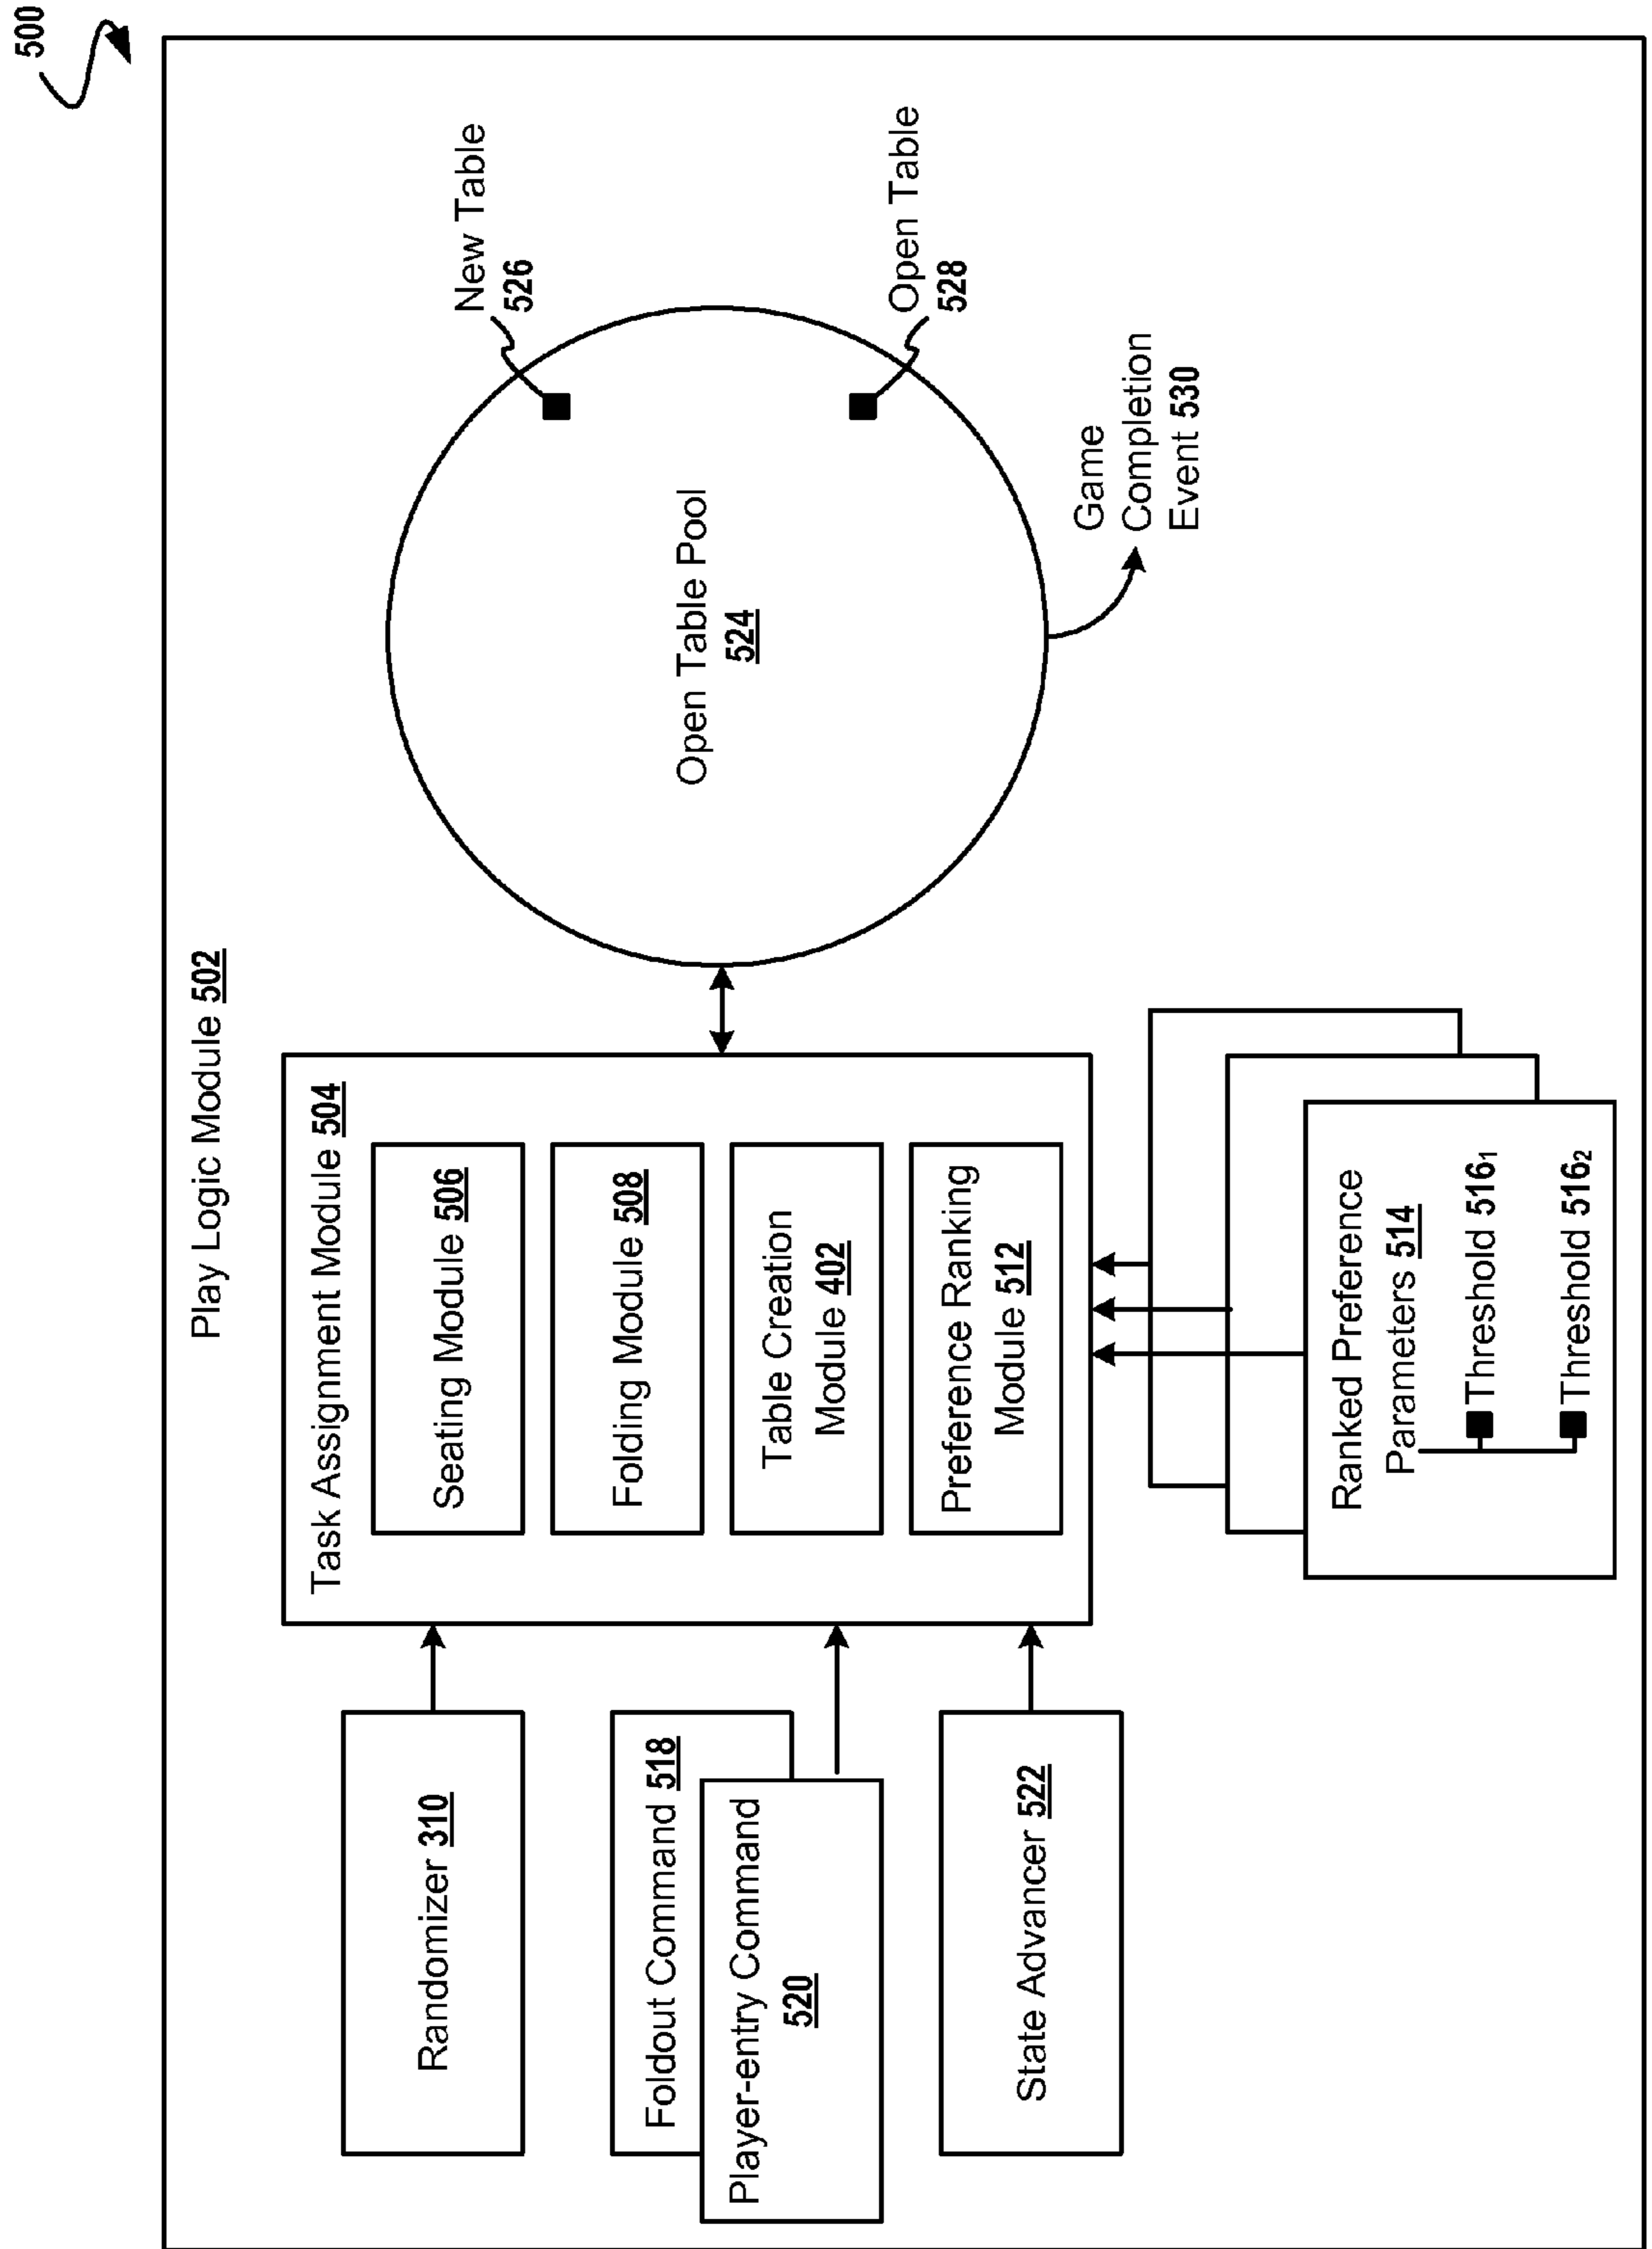 500
Play Logic Module 502
Randomizer 310
Foldout Command 518
Player-entry Command
520
State Advancer 522
Task Assignment Module 504
Seating Module 506
Folding Module 508
Table Creation
Module 402
Preference Ranking
Module 512
Ranked Preference
Parameters 514
Threshold 516₁
Threshold 516₂
Open Table Pool
524
New Table
526
Open Table
528
Game
Completion
Event 530